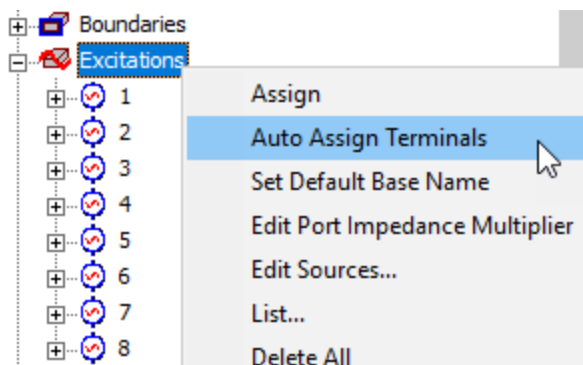 Boundaries
Excitations
1
Assign
2
Auto Assign Terminals
3
Set Default Base Name
4
Edit Port Impedance Multiplier
5
Edit Sources...
6
7
List...
8
Delete All